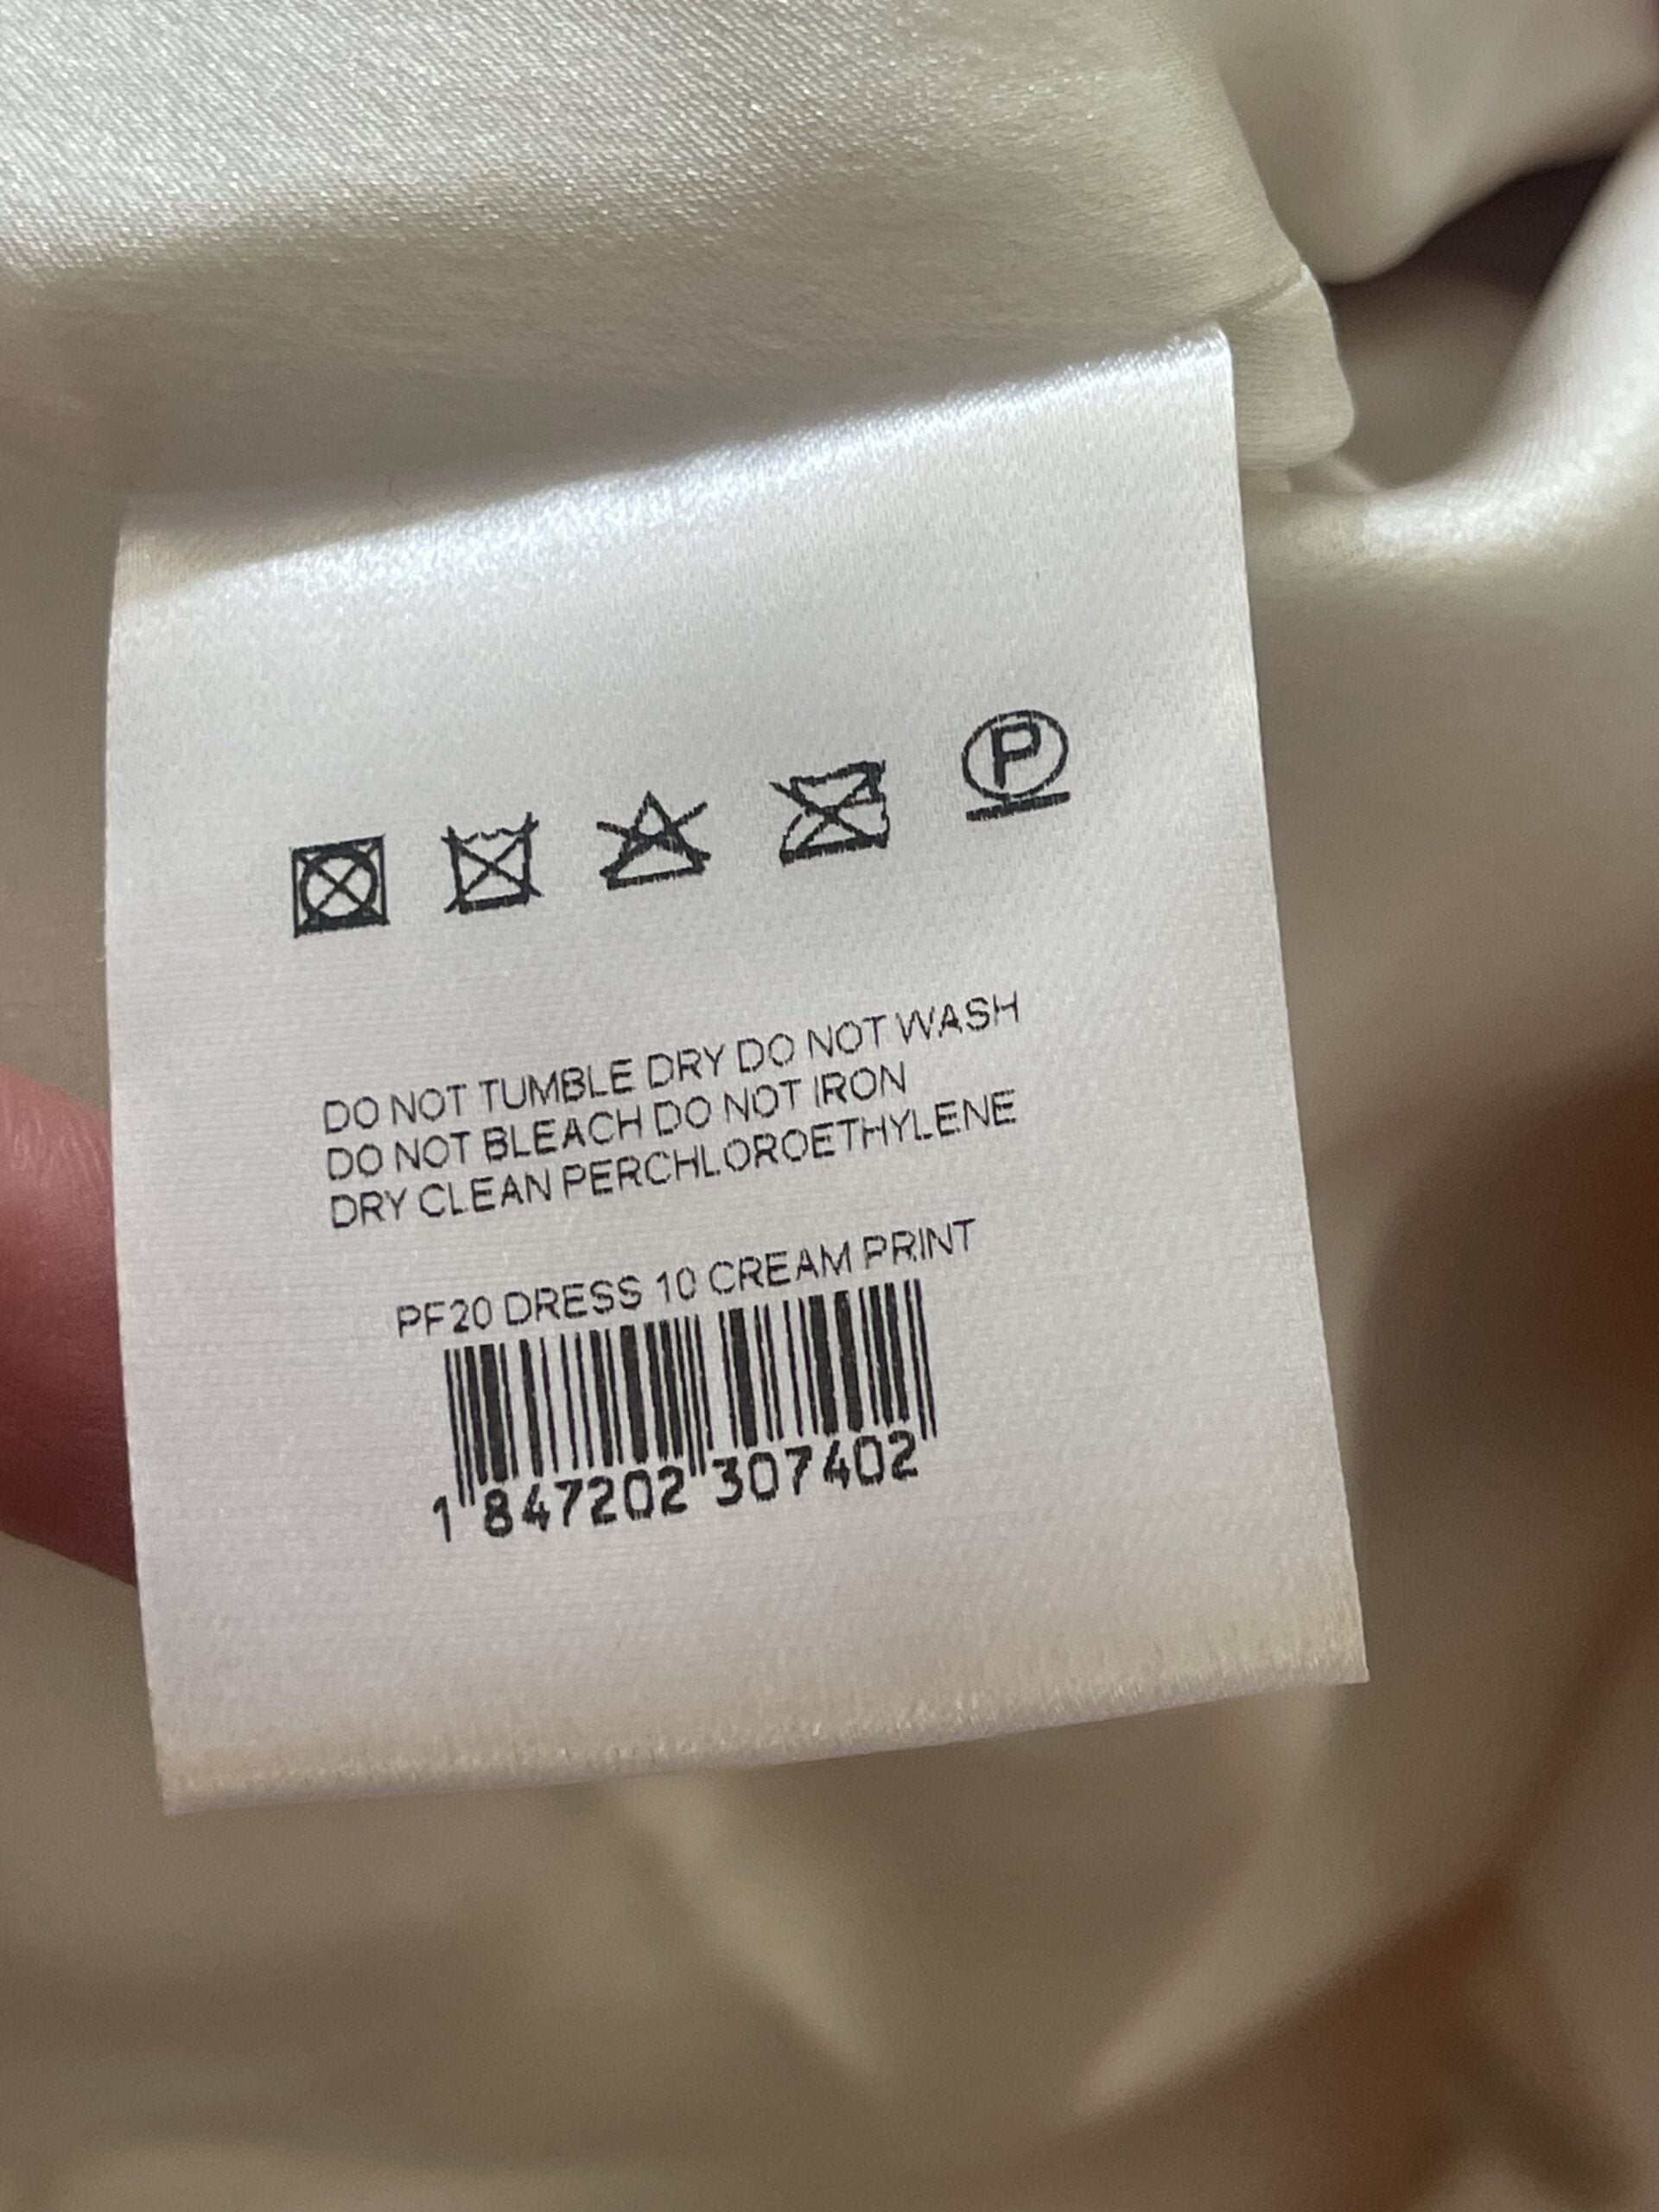 P
DO NOT TUMBLE DRY DO NOT WASH
DO NOT BLEACH DO NOT IRON
DRY CLEAN PERCHLOROETHYLENE
PF20 DRESS 10 CREAM PRINT
1 847202 307402